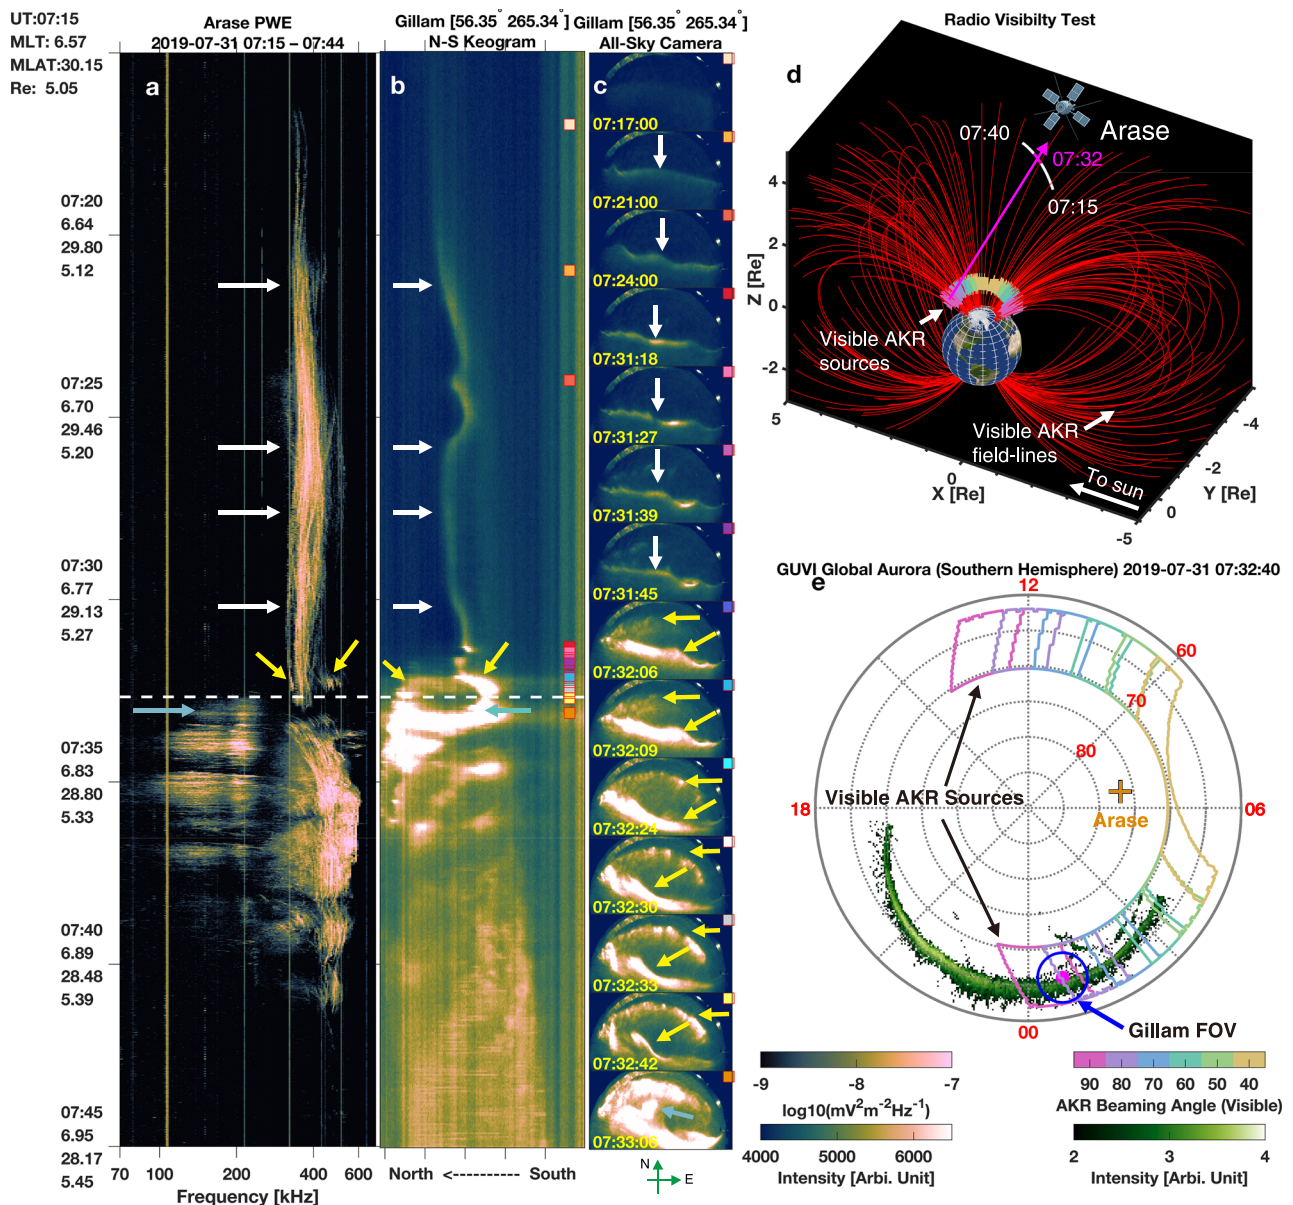 UT:07:15
MLT: 6.57
MLAT:30.15
Re: 5.05
Arase PWE
2019-07-31 07:15 – 07:44
a
07:20
6.64
29.80
5.12
07:25
6.70
29.46
5.20
07:30
6.77
29.13
5.27
07:35
6.83
28.80
5.33
07:40
6.89
28.48
5.39
07:45
6.95
28.17
5.45
70 100 200 400 600
Frequency [kHz]
Gillam [56.35° 265.34°]
N-S Keogram
b
North <---------- South
Gillam [56.35° 265.34°]
All-Sky Camera
c
07:17:00
07:21:00
07:24:00
07:31:18
07:31:27
07:31:39
07:31:45
07:32:06
07:32:09
07:32:24
07:32:30
07:32:33
07:32:42
07:33:06
N
E
Radio Visibilty Test
d
Arase
07:40
07:32
07:15
4
2
0
-2
Z [Re]
Visible AKR
sources
Visible AKR
field-lines
To sun
5
0
-5
X [Re]
-4
-2
0
Y [Re]
GUVI Global Aurora (Southern Hemisphere) 2019-07-31 07:32:40
e
12
60
70
80
18
06
00
Visible AKR Sources
Arase
Gillam FOV
-9 -8 -7
log10(mV²m⁻²Hz⁻¹)
4000 5000 6000
Intensity [Arbi. Unit]
90 80 70 60 50 40
AKR Beaming Angle (Visible)
2 3 4
Intensity [Arbi. Unit]